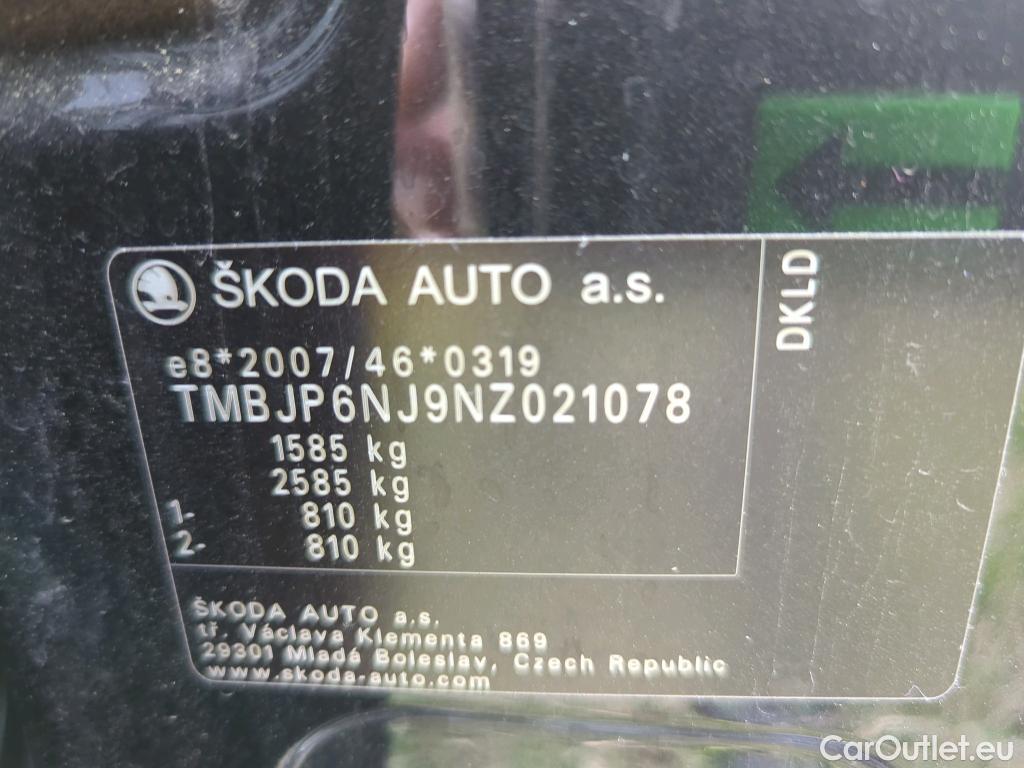 ŠKODA AUTO a.s.
DKLD
e8*2007/46*0319
TMBJP6NJ9NZ021078
1585 kg
2585 kg
1. 810 kg
2. 810 kg
ŠKODA AUTO a.s.
tř. Václava Klementa 869
29301 Mladá Boleslav, Czech Republic
www.skoda-auto.com
CarOutlet.eu